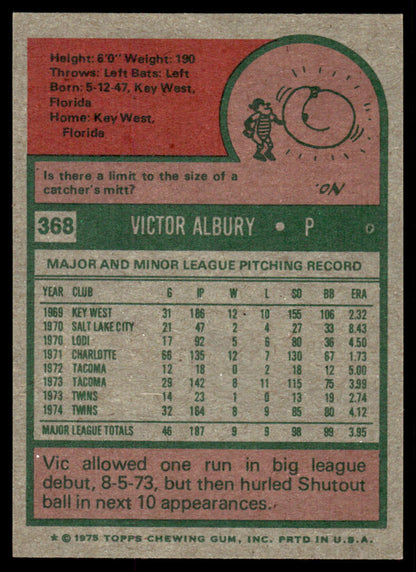 Height: 6'0" Weight: 190
Throws: Left Bats: Left
Born: 5-12-47, Key West,
Florida
Home: Key West,
Florida
Is there a limit to the size of a
catcher's mitt?
NO.
368 VICTOR ALBURY • P
MAJOR AND MINOR LEAGUE PITCHING RECORD
YEAR CLUB G IP W L SO BB ERA
1969 KEY WEST 31 186 12 10 155 106 2.32
1970 SALT LAKE CITY 21 47 2 4 27 33 8.43
1970 LODI 17 92 5 6 80 36 4.50
1971 CHARLOTTE 66 135 12 7 130 67 1.73
1972 TACOMA 12 18 0 0 13 18 2.00
1973 TACOMA 29 142 8 11 115 75 3.99
1973 TWINS 14 23 1 0 13 19 2.74
1974 TWINS 32 164 8 9 85 80 4.12
MAJOR LEAGUE TOTALS 46 187 9 9 98 99 3.95
Vic allowed one run in big league
debut, 8-5-73, but then hurled Shutout
ball in next 10 appearances.
★ © 1975 TOPPS CHEWING GUM, INC. PRTD IN U.S.A.